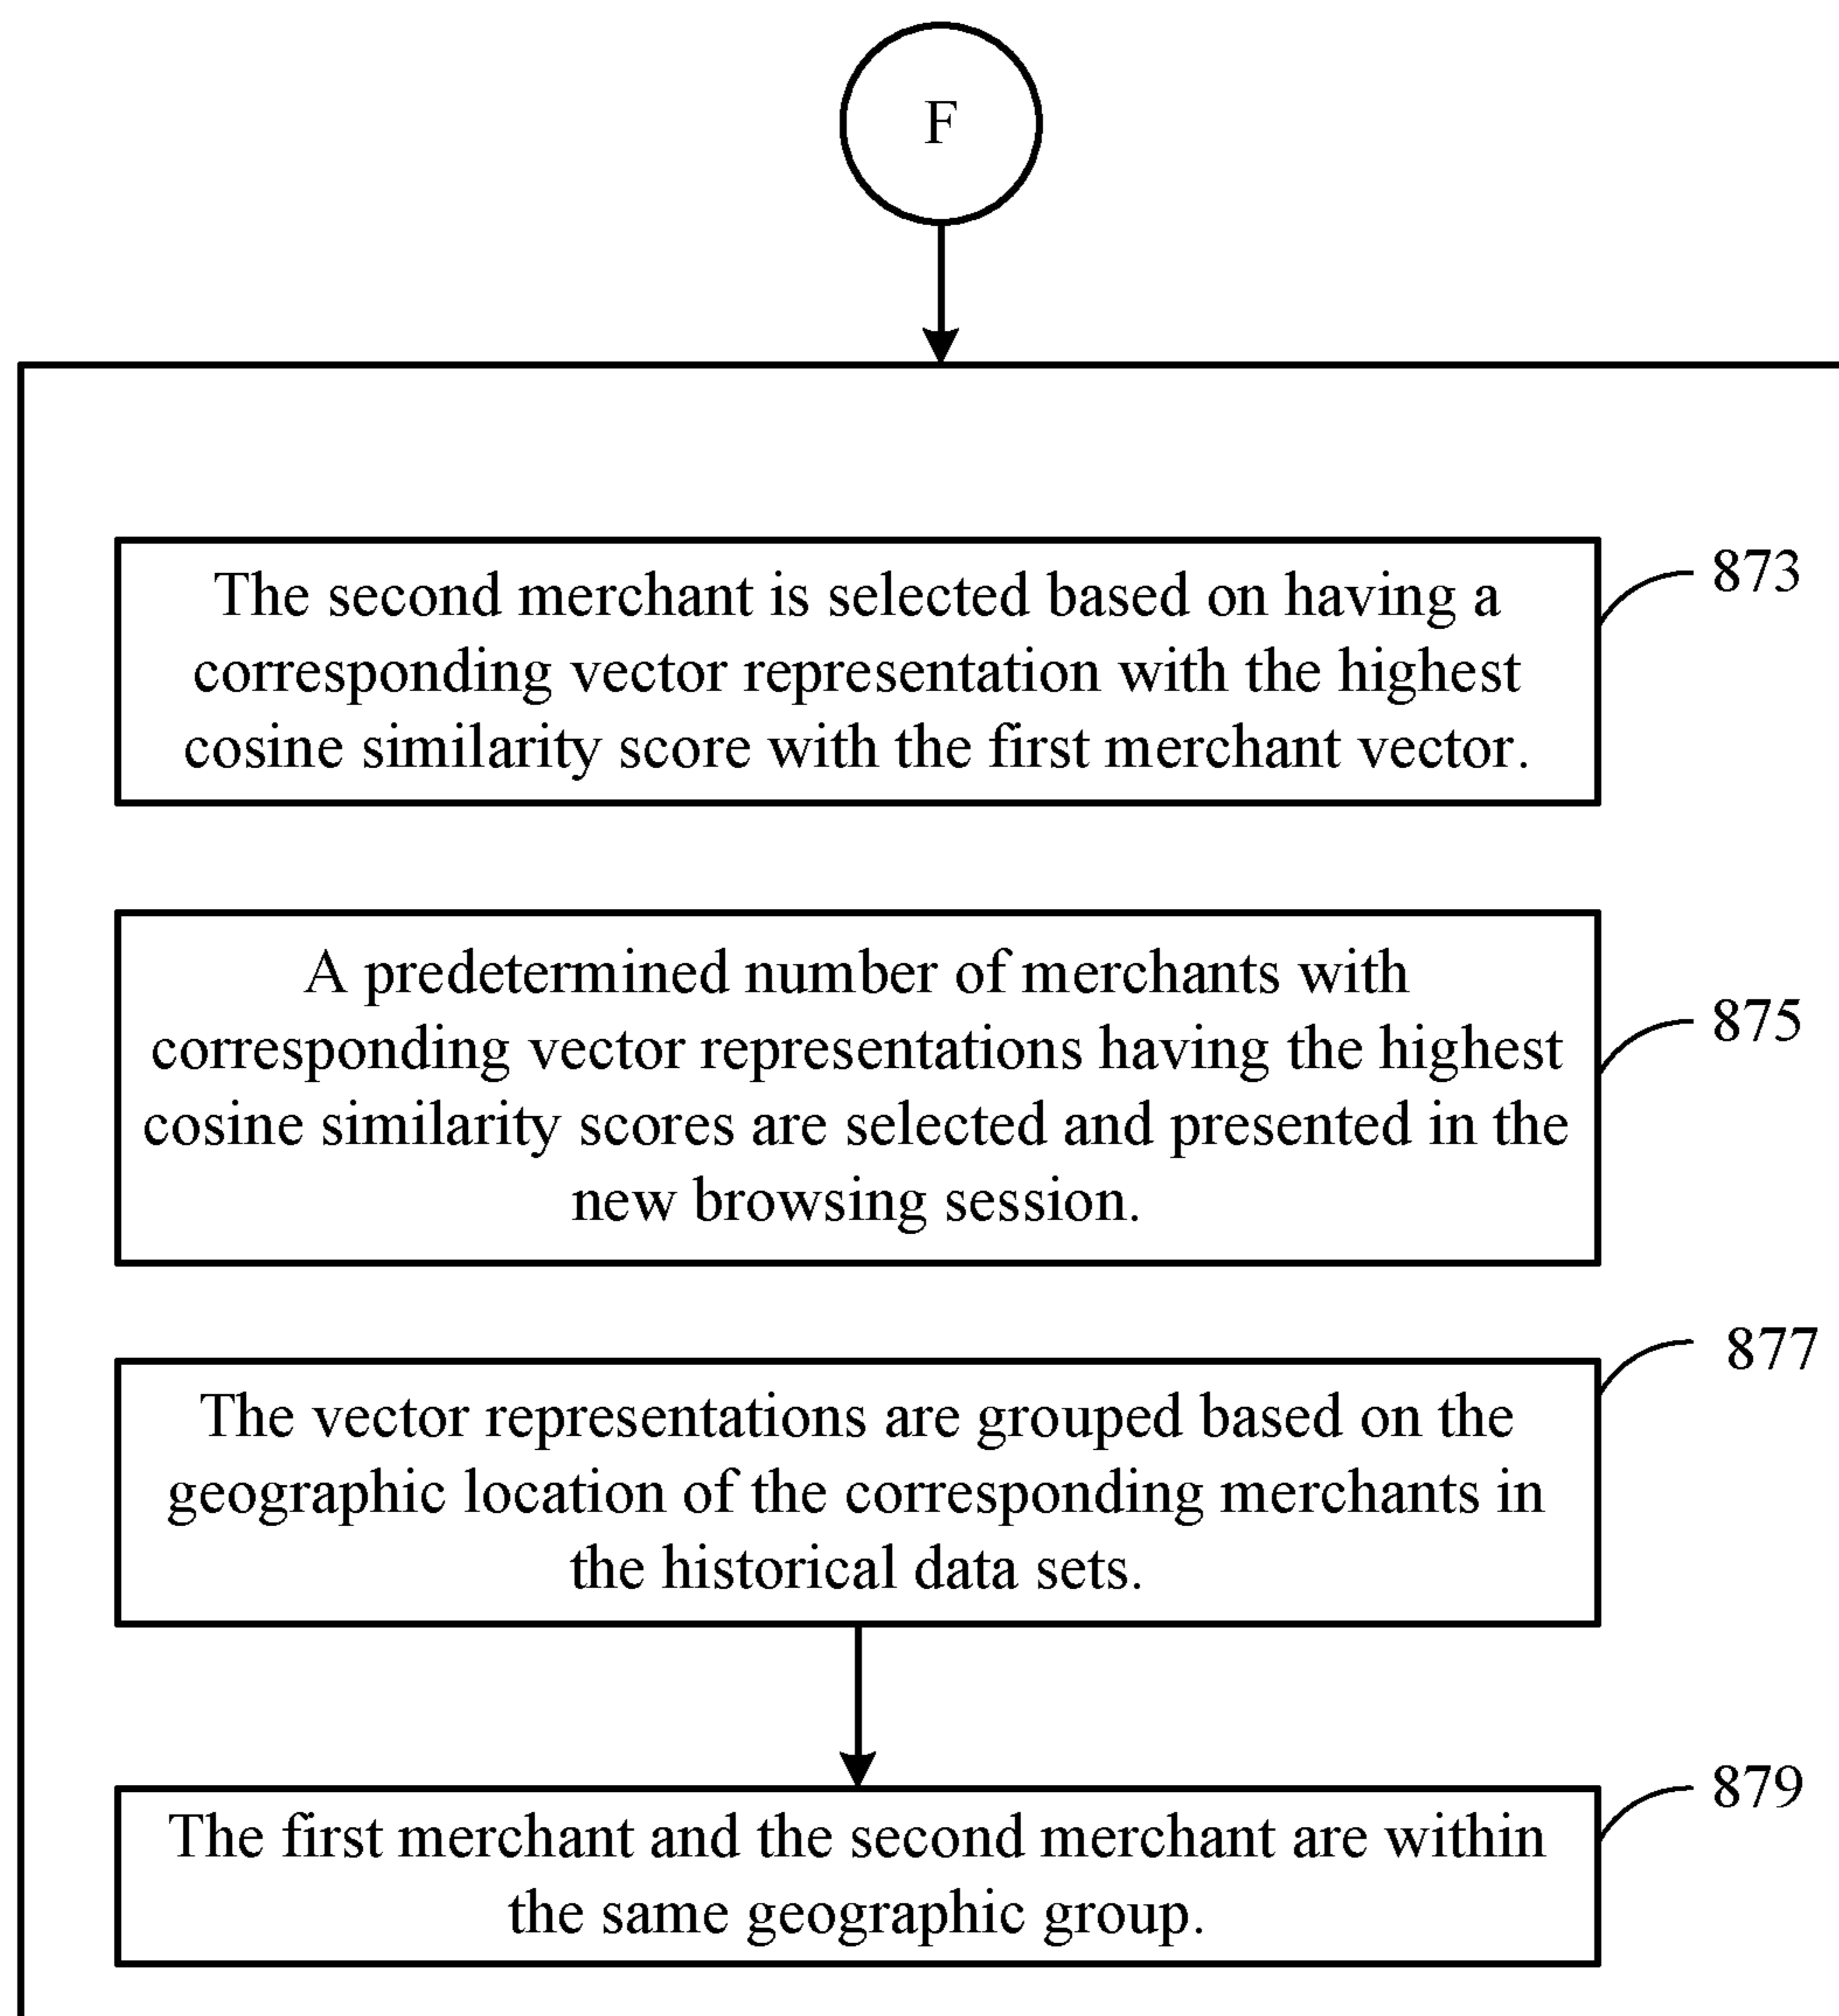 F
The second merchant is selected based on having a
corresponding vector representation with the highest
cosine similarity score with the first merchant vector.
873
A predetermined number of merchants with
corresponding vector representations having the highest
cosine similarity scores are selected and presented in the
new browsing session.
875
The vector representations are grouped based on the
geographic location of the corresponding merchants in
the historical data sets.
877
The first merchant and the second merchant are within
the same geographic group.
879